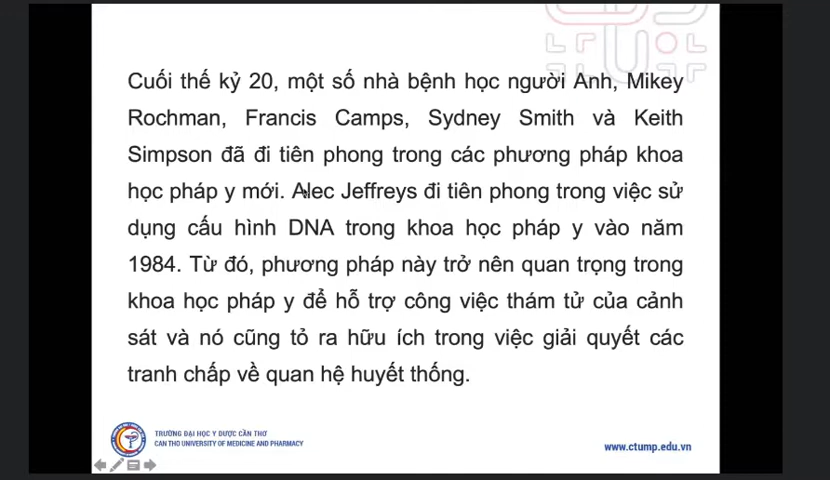 Cuối thế kỷ 20, một số nhà bệnh học người Anh, Mikey
Rochman, Francis Camps, Sydney Smith và Keith
Simpson đã đi tiên phong trong các phương pháp khoa
học pháp y mới. Alec Jeffreys đi tiên phong trong việc sử
dụng cấu hình DNA trong khoa học pháp y vào năm
1984. Từ đó, phương pháp này trở nên quan trọng trong
khoa học pháp y để hỗ trợ công việc thám tử của cảnh
sát và nó cũng tỏ ra hữu ích trong việc giải quyết các
tranh chấp về quan hệ huyết thống.
TRƯỜNG ĐẠI HỌC Y DƯỢC CẦN THƠ
CAN THO UNIVERSITY OF MEDICINE AND PHARMACY
www.ctump.edu.vn